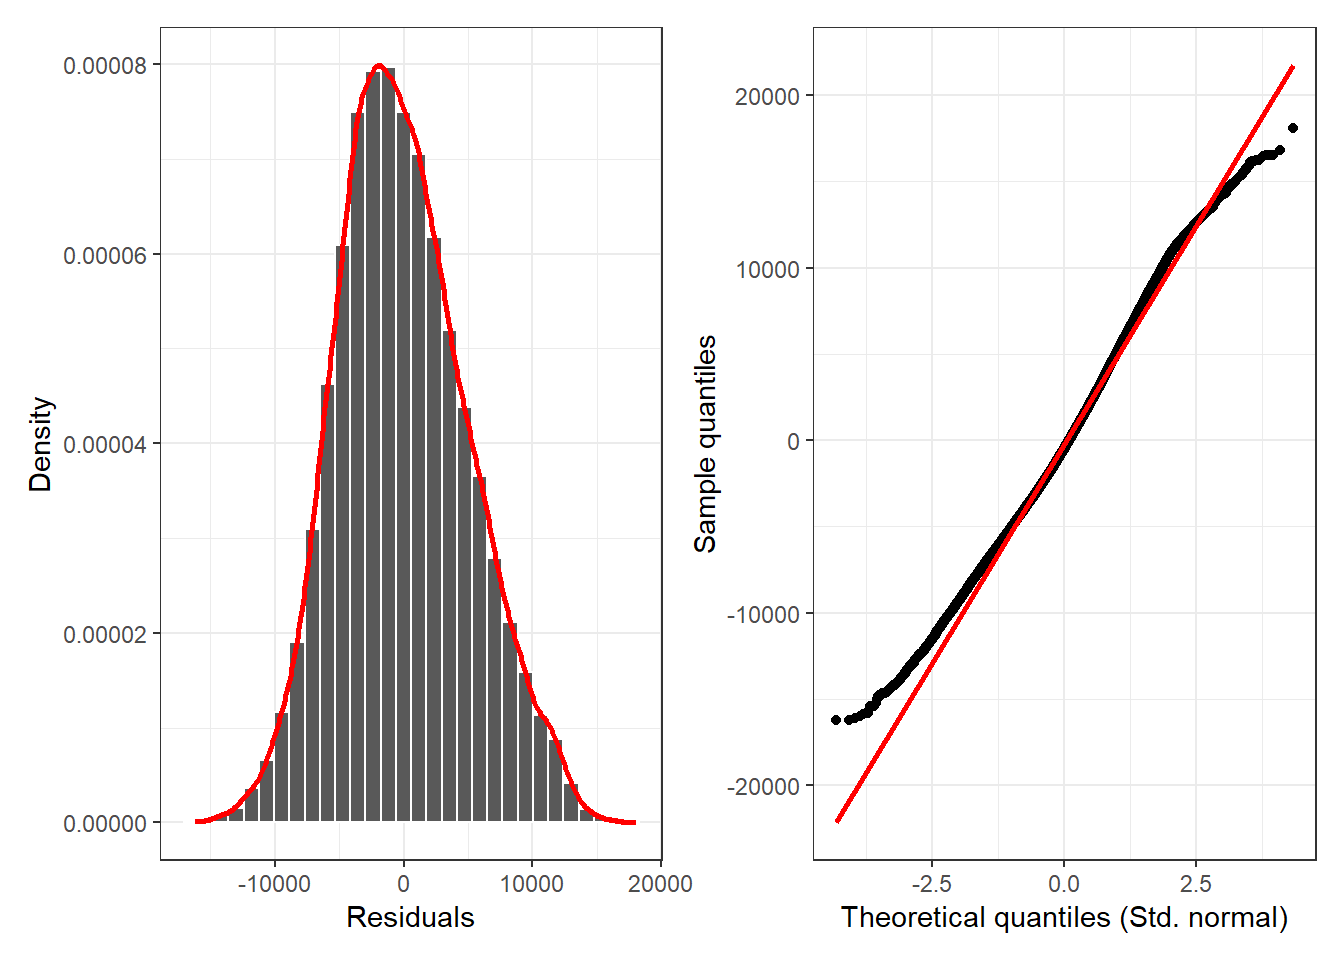 0.00008
0.00006
0.00004
0.00002
0.00000
Density
-10000 0 10000 20000
Residuals
20000
10000
0
-10000
-20000
Sample quantiles
-2.5 0.0 2.5
Theoretical quantiles (Std. normal)